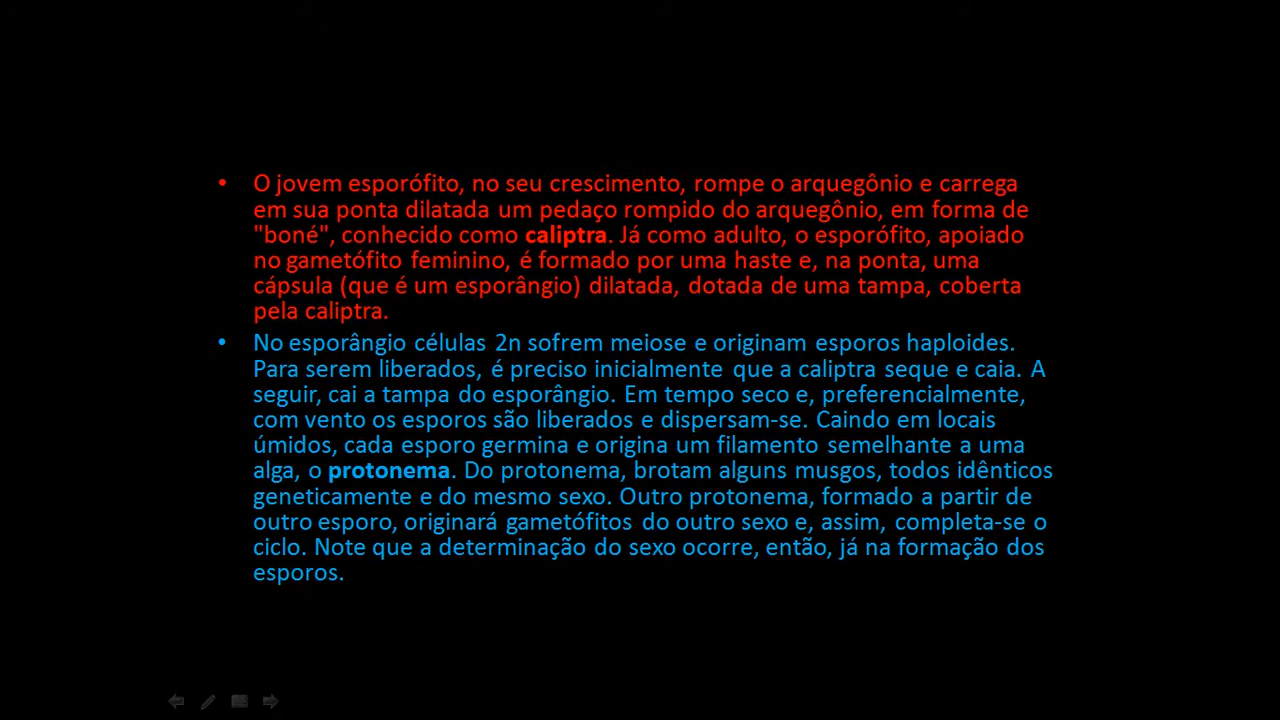 • O jovem esporófito, no seu crescimento, rompe o arquegônio e carrega
em sua ponta dilatada um pedaço rompido do arquegônio, em forma de
"boné", conhecido como caliptra. Já como adulto, o esporófito, apoiado
no gametófito feminino, é formado por uma haste e, na ponta, uma
cápsula (que é um esporângio) dilatada, dotada de uma tampa, coberta
pela caliptra.
• No esporângio células 2n sofrem meiose e originam esporos haploides.
Para serem liberados, é preciso inicialmente que a caliptra seque e caia. A
seguir, cai a tampa do esporângio. Em tempo seco e, preferencialmente,
com vento os esporos são liberados e dispersam-se. Caindo em locais
úmidos, cada esporo germina e origina um filamento semelhante a uma
alga, o protonema. Do protonema, brotam alguns musgos, todos idênticos
geneticamente e do mesmo sexo. Outro protonema, formado a partir de
outro esporo, originará gametófitos do outro sexo e, assim, completa-se o
ciclo. Note que a determinação do sexo ocorre, então, já na formação dos
esporos.